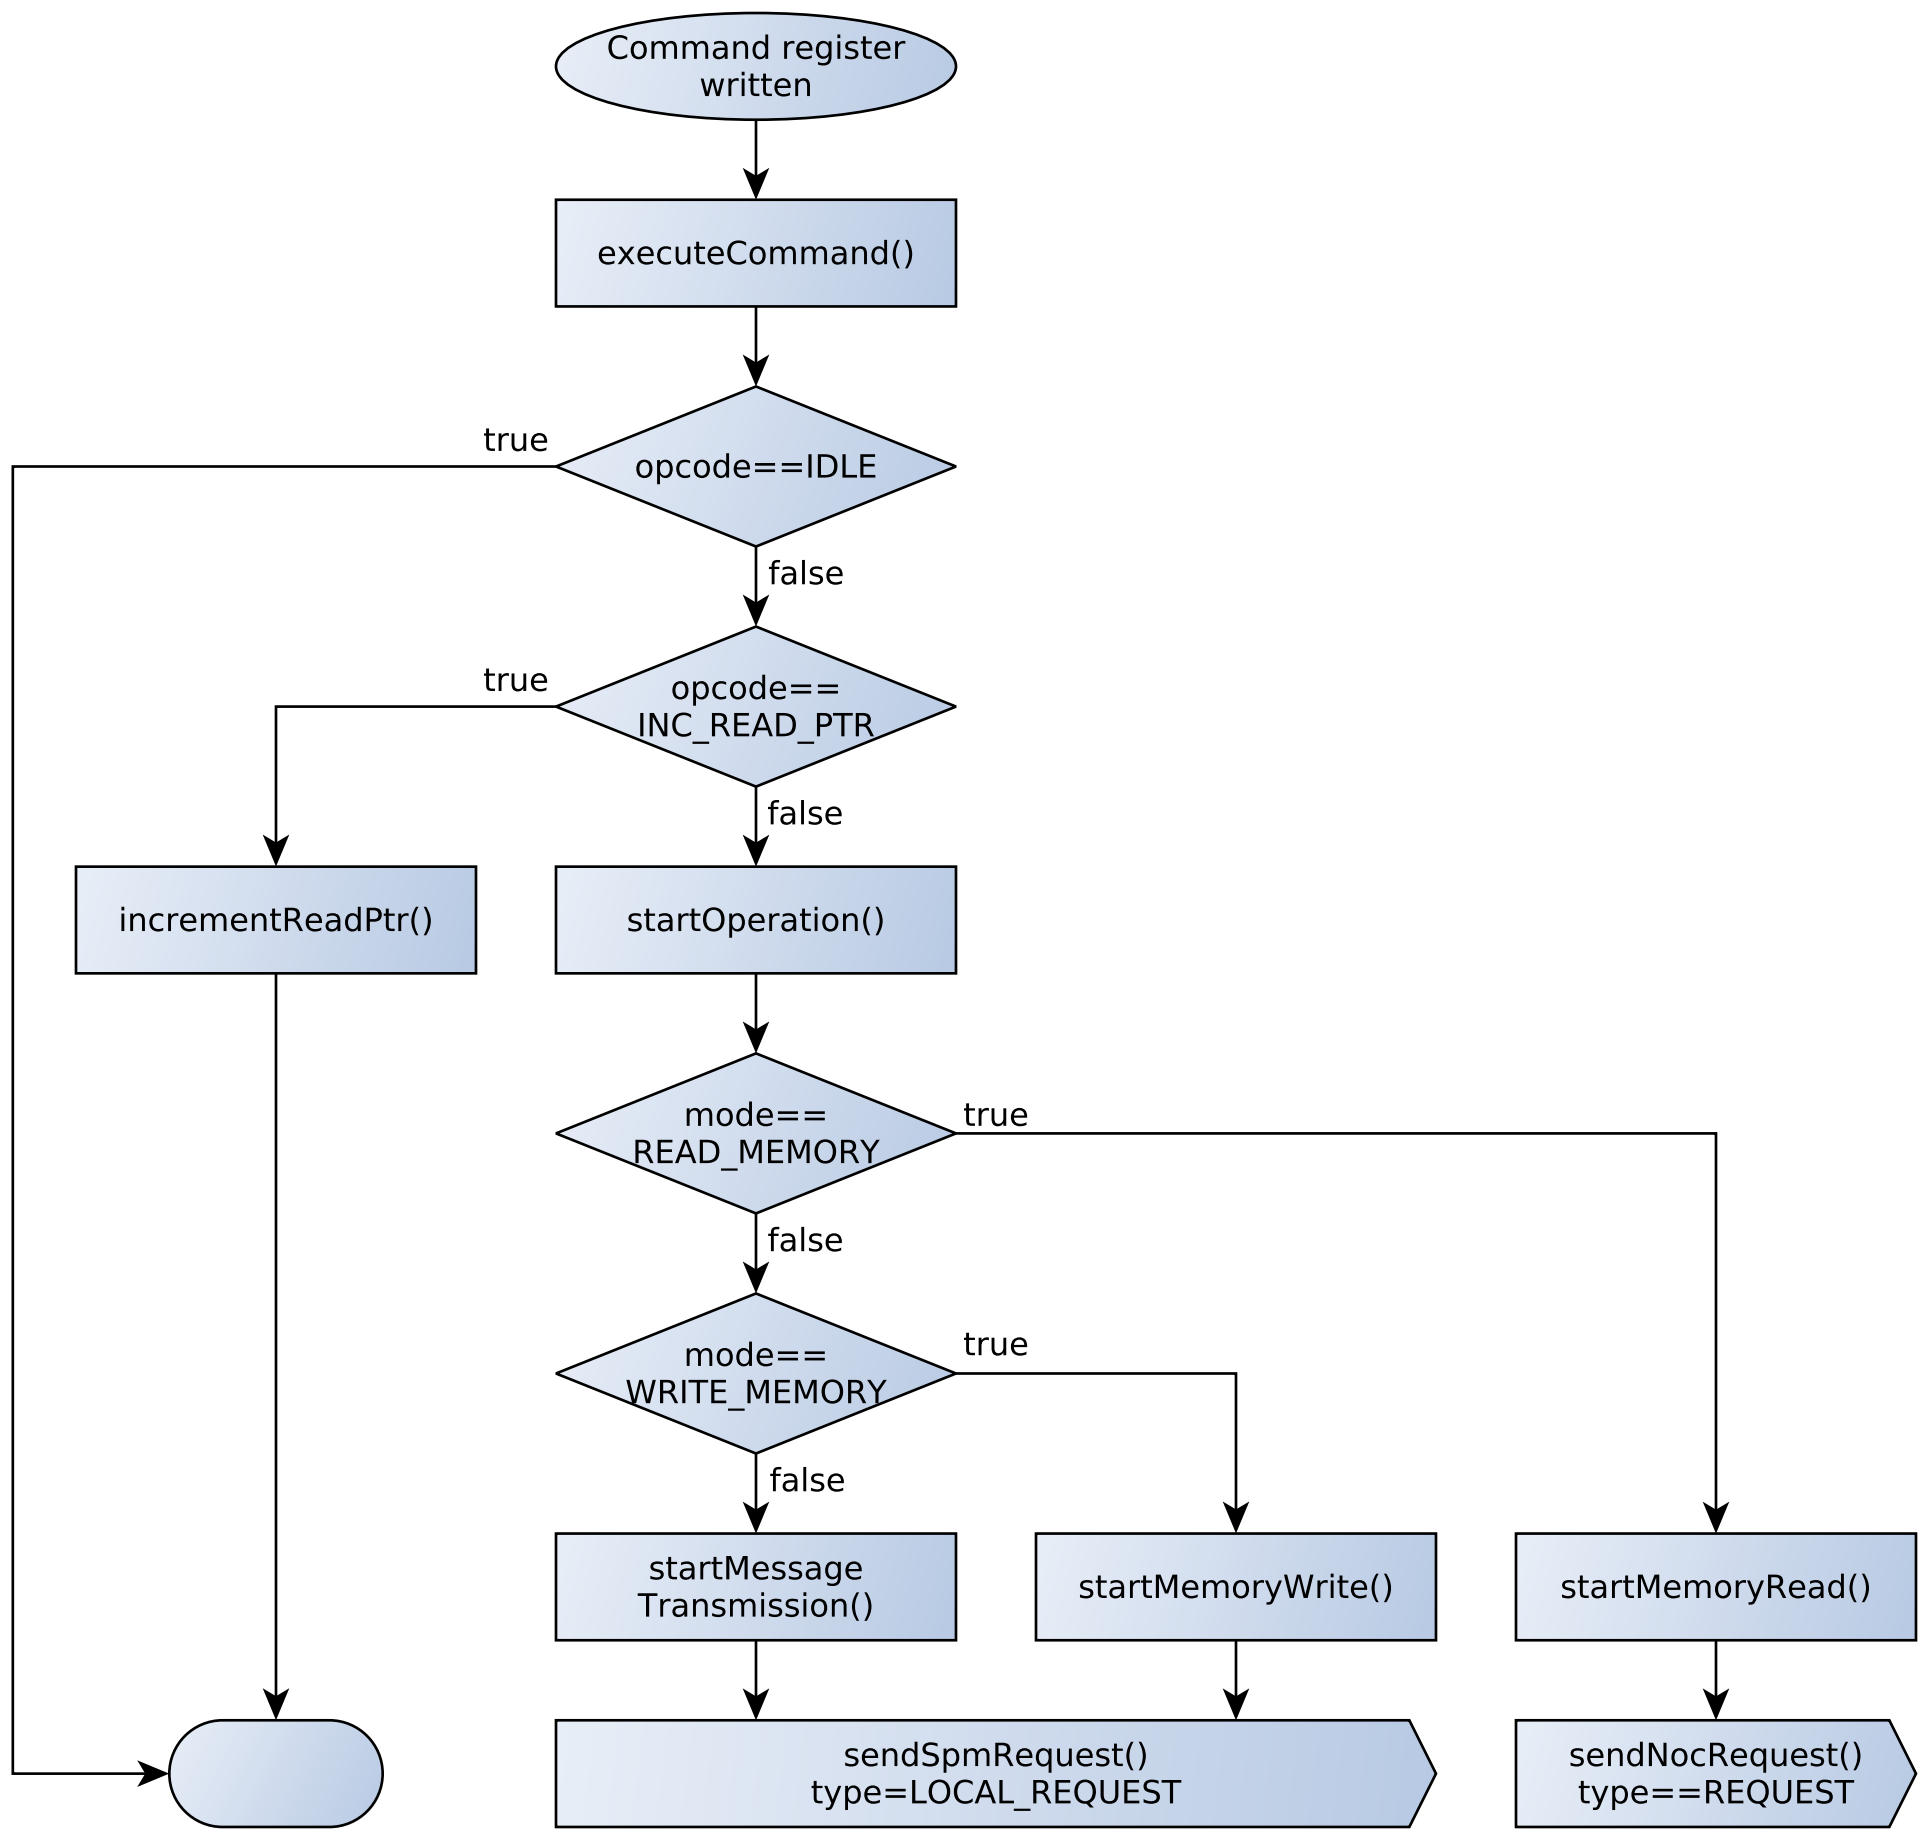 Command register
written
executeCommand()
true
opcode==IDLE
false
true
opcode==
INC_READ_PTR
false
incrementReadPtr()
startOperation()
mode==
READ_MEMORY
true
false
mode==
WRITE_MEMORY
true
false
startMessage
Transmission()
startMemoryWrite()
startMemoryRead()
sendSpmRequest()
type=LOCAL_REQUEST
sendNocRequest()
type==REQUEST